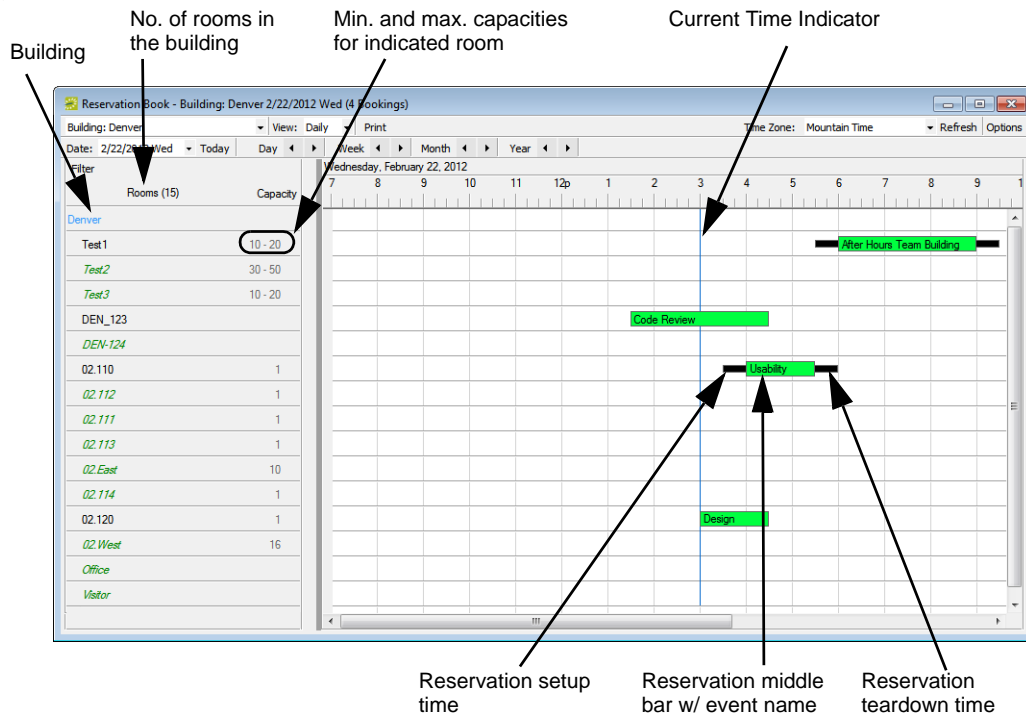 No. of rooms in
the building
Min. and max. capacities
for indicated room
Current Time Indicator
Building
Reservation Book - Building: Denver 2/22/2012 Wed (4 Bookings)
Building: Denver View: Daily Print Time Zone: Mountain Time Refresh Options
Date: 2/22/2012 Wed Today Day Week Month Year
Filter Wednesday, February 22, 2012
Rooms (15) Capacity 7 8 9 10 11 12p 1 2 3 4 5 6 7 8 9 1
Denver
Test1 10 - 20 After Hours Team Building
Test2 30 - 50
Test3 10 - 20
DEN_123 Code Review
DEN-124
02.110 1 Usability
02.112 1
02.111 1
02.113 1
02.East 10
02.114 1
02.120 1 Design
02.West 16
Office
Visitor
Reservation setup
time
Reservation middle
bar w/ event name
Reservation
teardown time